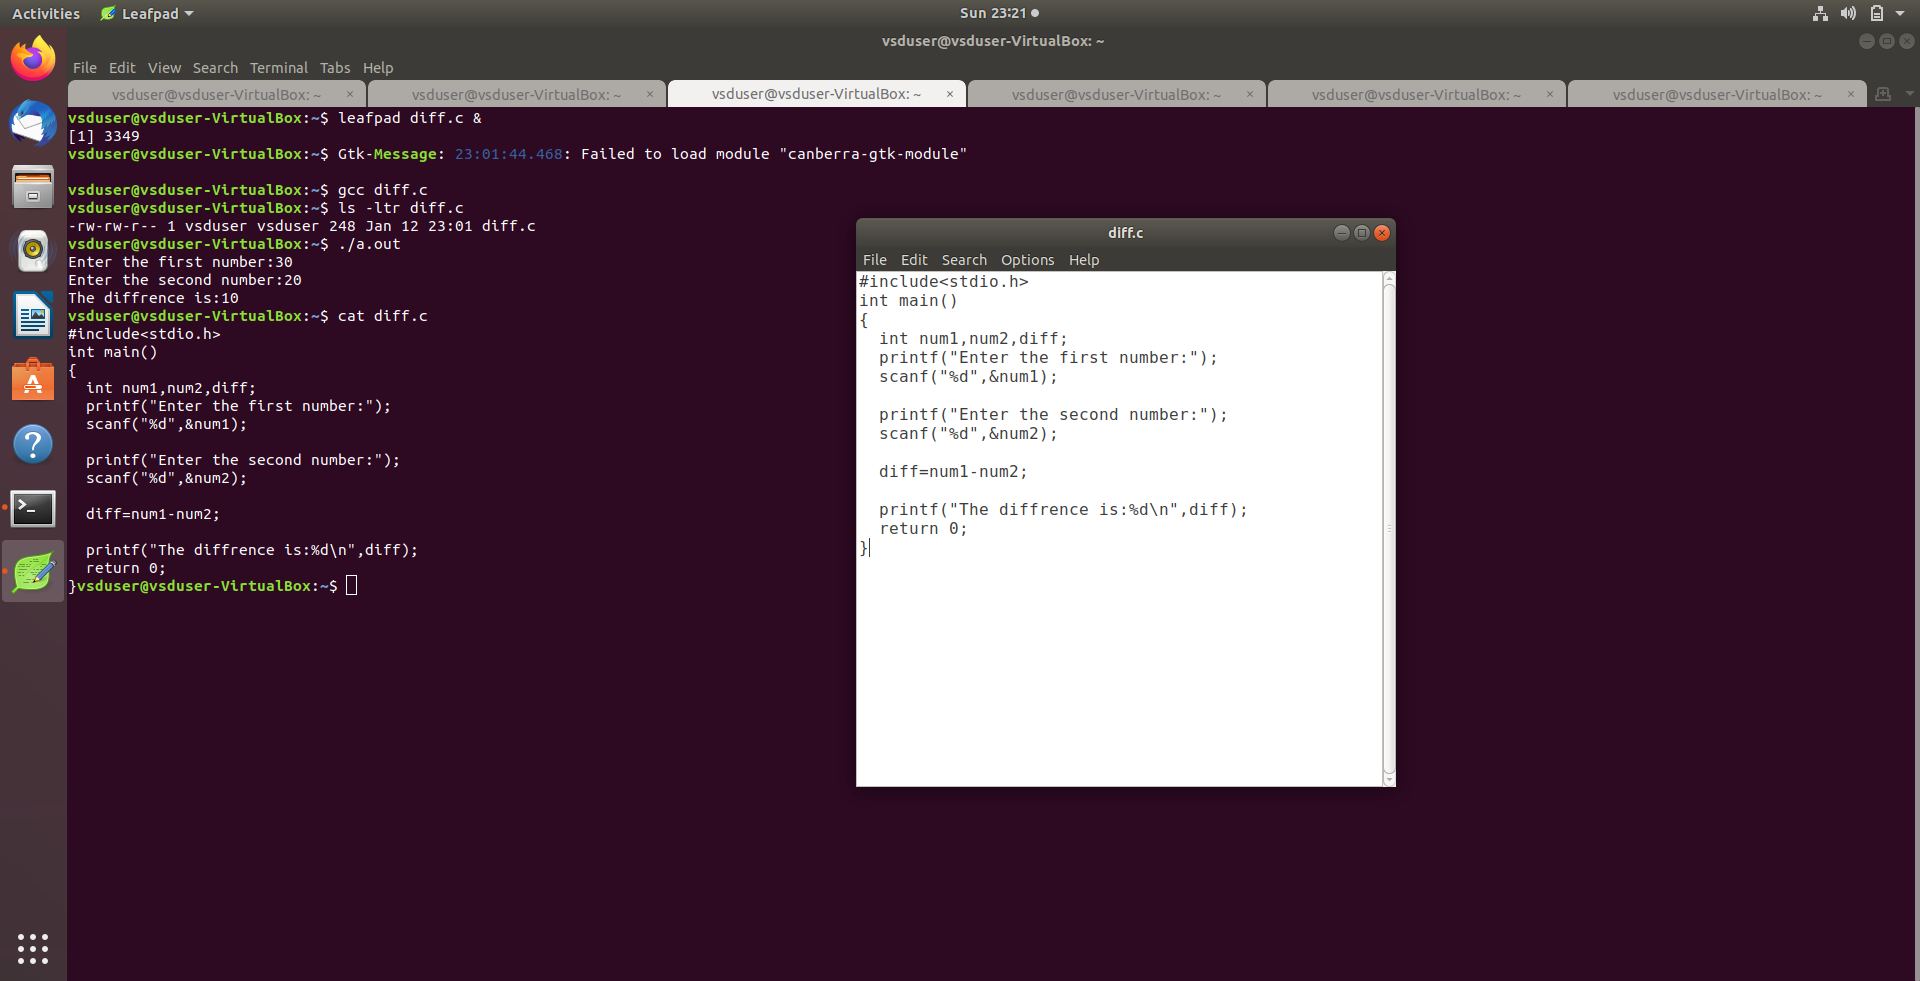 Activities Leafpad Sun 23:21
vsduser@vsduser-VirtualBox: ~
File Edit View Search Terminal Tabs Help
vsduser@vsduser-VirtualBox: ~ × vsduser@vsduser-VirtualBox: ~ × vsduser@vsduser-VirtualBox: ~ × vsduser@vsduser-VirtualBox: ~ × vsduser@vsduser-VirtualBox: ~ × vsduser@vsduser-VirtualBox: ~ ×
vsduser@vsduser-VirtualBox:~$ leafpad diff.c &
[1] 3349
vsduser@vsduser-VirtualBox:~$ Gtk-Message: 23:01:44.468: Failed to load module "canberra-gtk-module"
vsduser@vsduser-VirtualBox:~$ gcc diff.c
vsduser@vsduser-VirtualBox:~$ ls -ltr diff.c
-rw-rw-r-- 1 vsduser vsduser 248 Jan 12 23:01 diff.c
vsduser@vsduser-VirtualBox:~$ ./a.out
Enter the first number:30
Enter the second number:20
The diffrence is:10
vsduser@vsduser-VirtualBox:~$ cat diff.c
#include<stdio.h>
int main()
{
  int num1,num2,diff;
  printf("Enter the first number:");
  scanf("%d",&num1);

  printf("Enter the second number:");
  scanf("%d",&num2);

  diff=num1-num2;

  printf("The diffrence is:%d\n",diff);
  return 0;
}vsduser@vsduser-VirtualBox:~$
diff.c
File Edit Search Options Help
#include<stdio.h>
int main()
{
  int num1,num2,diff;
  printf("Enter the first number:");
  scanf("%d",&num1);

  printf("Enter the second number:");
  scanf("%d",&num2);

  diff=num1-num2;

  printf("The diffrence is:%d\n",diff);
  return 0;
}